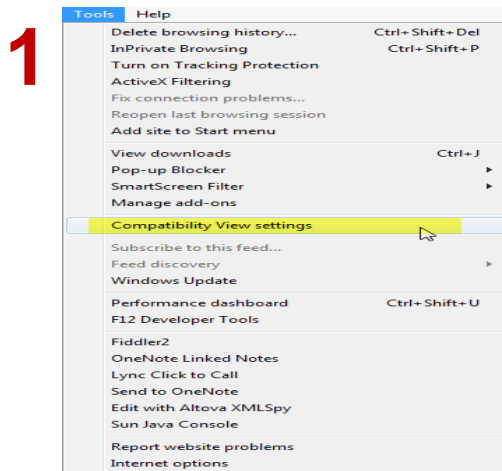 1
Tools Help
Delete browsing history... Ctrl+Shift+Del
InPrivate Browsing Ctrl+Shift+P
Turn on Tracking Protection
ActiveX Filtering
Fix connection problems...
Reopen last browsing session
Add site to Start menu
View downloads Ctrl+J
Pop-up Blocker
SmartScreen Filter
Manage add-ons
Compatibility View settings
Subscribe to this feed...
Feed discovery
Windows Update
Performance dashboard Ctrl+Shift+U
F12 Developer Tools
Fiddler2
OneNote Linked Notes
Lync Click to Call
Send to OneNote
Edit with Altova XMLSpy
Sun Java Console
Report website problems
Internet options